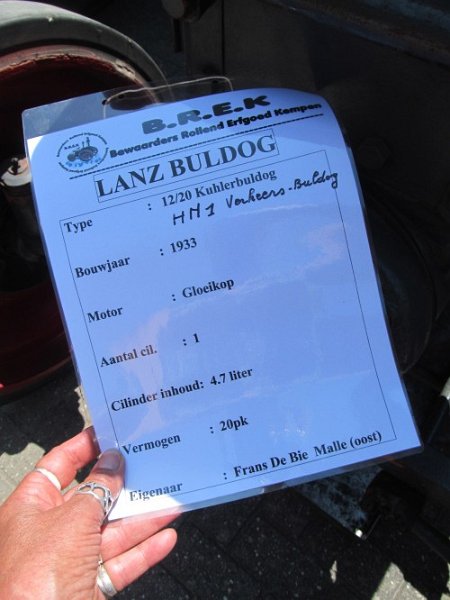 B.R.E.K
Bewaarders Rollend Erfgoed Kempen
LANZ BULDOG
Type : 12/20 Kuhlerbuldog
HN1 Verkeers-Buldog
Bouwjaar : 1933
Motor : Gloeikop
Aantal cil. : 1
Cilinder inhoud: 4.7 liter
Vermogen : 20pk
Eigenaar : Frans De Bie Malle (oost)